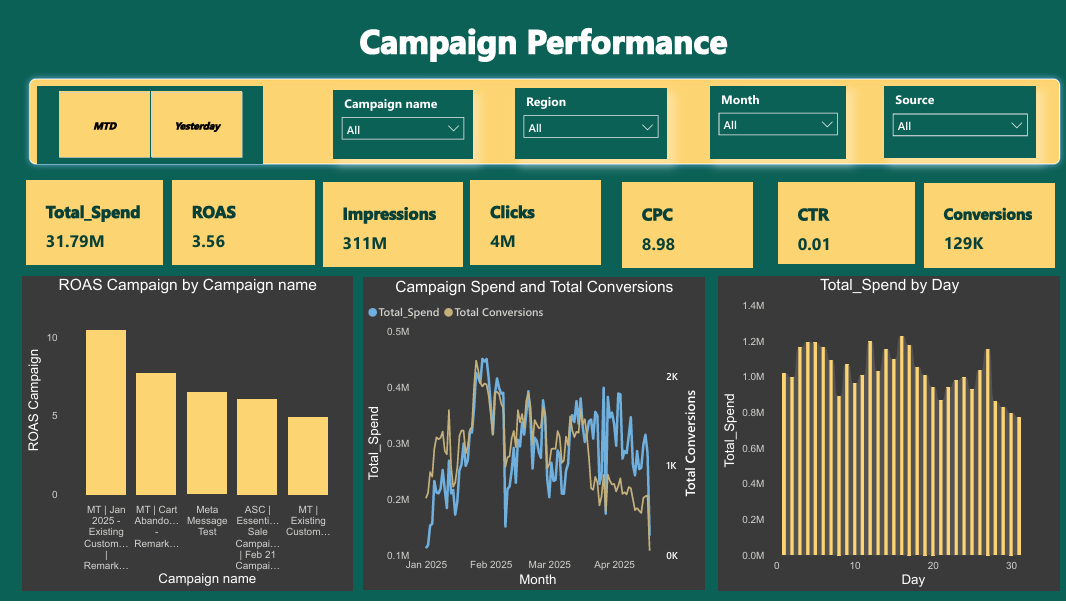 Campaign Performance
MTD
Yesterday
Campaign name
All
Region
All
Month
All
Source
All
Total_Spend
31.79M
ROAS
3.56
Impressions
311M
Clicks
4M
CPC
8.98
CTR
0.01
Conversions
129K
ROAS Campaign by Campaign name
ROAS Campaign
10
5
0
MT | Jan
2025 -
Existing
Custom…
|
Remark…
MT | Cart
Abando…
-
Remark…
Meta
Message
Test
ASC |
Essenti…
Sale
Campai…
| Feb 21
Campai…
MT |
Existing
Custom…
Campaign name
Campaign Spend and Total Conversions
Total_Spend
Total Conversions
Total_Spend
0.5M
0.4M
0.3M
0.2M
0.1M
2K
1K
0K
Total Conversions
Jan 2025
Feb 2025
Mar 2025
Apr 2025
Month
Total_Spend by Day
Total_Spend
1.4M
1.2M
1.0M
0.8M
0.6M
0.4M
0.2M
0.0M
0
10
20
30
Day